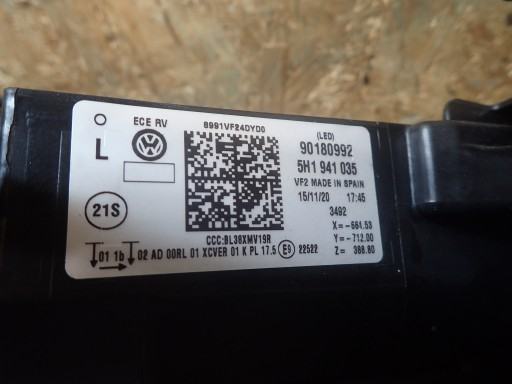 ECE RV
8991VF24DYD0
L
21S
(LED)
90180992
5H1 941 035
VF2 MADE IN SPAIN
15/11/20 17:45
3492
X= -664.53
Y= -712.00
Z= 388.80
CCC:BL38XMV19R
01 1b 02 AD 00RL 01 XCVER 01 K PL 17.5 E9 22522